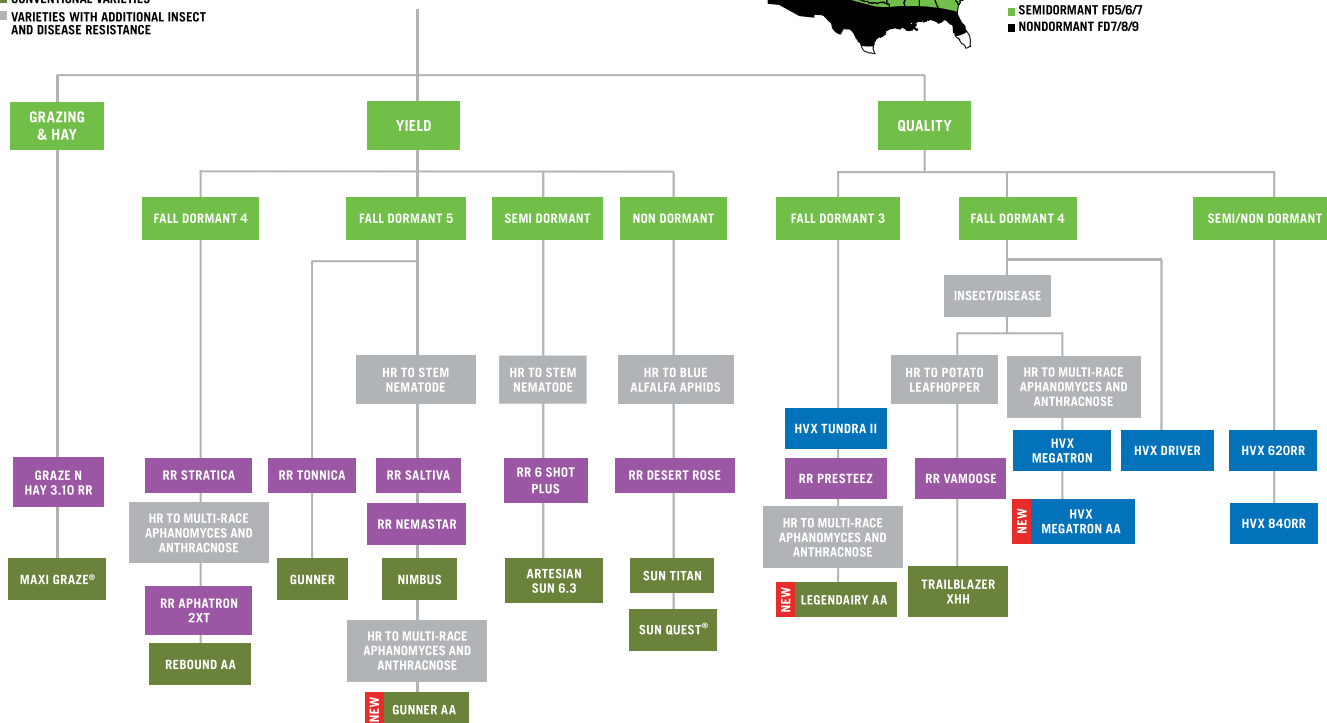 CONVENTIONAL VARIETIES
VARIETIES WITH ADDITIONAL INSECT
AND DISEASE RESISTANCE
SEMIDORMANT FD5/6/7
NONDORMANT FD7/8/9
GRAZING
& HAY
YIELD
QUALITY
FALL DORMANT 4
FALL DORMANT 5
SEMI DORMANT
NON DORMANT
FALL DORMANT 3
FALL DORMANT 4
SEMI/NON DORMANT
INSECT/DISEASE
HR TO STEM
NEMATODE
HR TO STEM
NEMATODE
HR TO BLUE
ALFALFA APHIDS
HR TO POTATO
LEAFHOPPER
HR TO MULTI-RACE
APHANOMYCES AND
ANTHRACNOSE
HVX TUNDRA II
HVX
MEGATRON
HVX DRIVER
HVX 620RR
GRAZE N
HAY 3.10 RR
RR STRATICA
RR TONNICA
RR SALTIVA
RR 6 SHOT
PLUS
RR DESERT ROSE
RR PRESTEEZ
RR VAMOOSE
HR TO MULTI-RACE
APHANOMYCES AND
ANTHRACNOSE
RR NEMASTAR
HR TO MULTI-RACE
APHANOMYCES AND
ANTHRACNOSE
NEW
HVX
MEGATRON AA
HVX 840RR
MAXI GRAZE®
GUNNER
NIMBUS
ARTESIAN
SUN 6.3
SUN TITAN
NEW
LEGENDAIRY AA
TRAILBLAZER
XHH
RR APHATRON
2XT
SUN QUEST®
REBOUND AA
HR TO MULTI-RACE
APHANOMYCES AND
ANTHRACNOSE
NEW
GUNNER AA